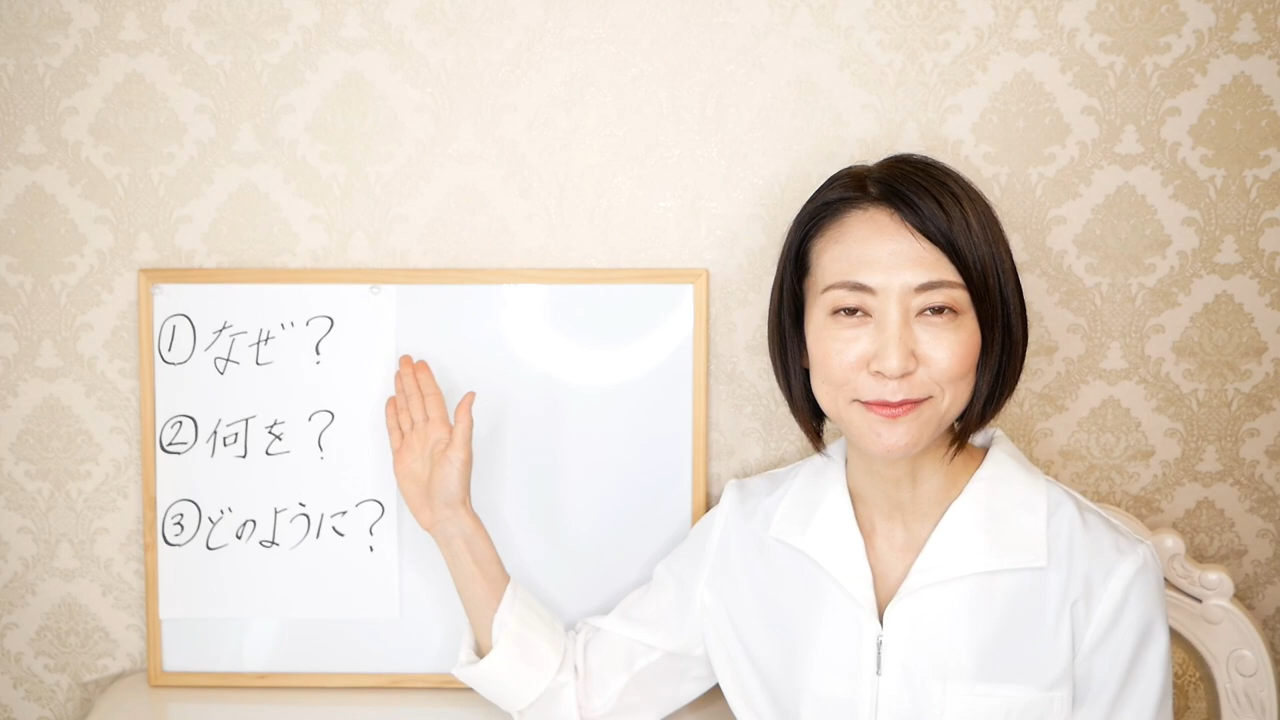 ① なぜ？
② 何を？
③ どのように？